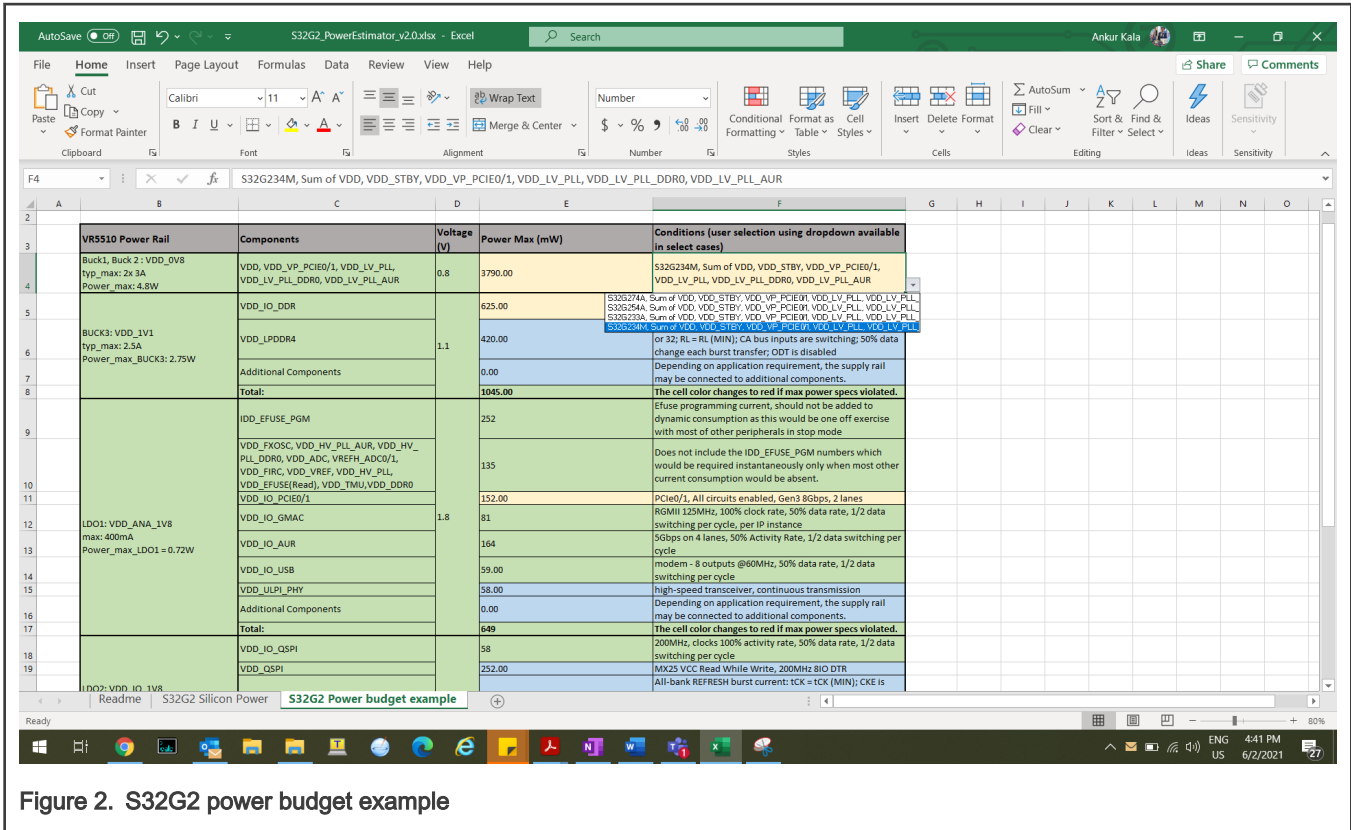 AutoSave Off S32G2_PowerEstimator_v2.0.xlsx - Excel Search Ankur Kala
File Home Insert Page Layout Formulas Data Review View Help Share Comments
Cut Calibri 11 Wrap Text Number AutoSum
Copy Fill
Paste Format Painter B I U Merge & Center $ % Conditional Formatting Format as Table Cell Styles Insert Delete Format Clear Sort & Filter Find & Select Ideas Sensitivity
Clipboard Font Alignment Number Styles Cells Editing Ideas Sensitivity
F4 fx S32G234M, Sum of VDD, VDD_STBY, VDD_VP_PCIE0/1, VDD_LV_PLL, VDD_LV_PLL_DDR0, VDD_LV_PLL_AUR
A B C D E F G H I J K L M N O
2
3 VR5510 Power Rail Components Voltage (V) Power Max (mW) Conditions (user selection using dropdown available in select cases)
4 Buck1, Buck 2 : VDD_0V8
typ_max: 2x 3A
Power_max: 4.8W
VDD, VDD_VP_PCIE0/1, VDD_LV_PLL,
VDD_LV_PLL_DDR0, VDD_LV_PLL_AUR
0.8 3790.00
S32G234M, Sum of VDD, VDD_STBY, VDD_VP_PCIE0/1,
VDD_LV_PLL, VDD_LV_PLL_DDR0, VDD_LV_PLL_AUR
S32G274A, Sum of VDD, VDD_STBY, VDD_VP_PCIE0/1, VDD_LV_PLL, VDD_LV_PLL_
S32G254A, Sum of VDD, VDD_STBY, VDD_VP_PCIE0/1, VDD_LV_PLL, VDD_LV_PLL_
S32G233A, Sum of VDD, VDD_STBY, VDD_VP_PCIE0/1, VDD_LV_PLL, VDD_LV_PLL_
S32G234M, Sum of VDD, VDD_STBY, VDD_VP_PCIE0/1, VDD_LV_PLL, VDD_LV_PLL_
5 VDD_IO_DDR 625.00
BUCK3: VDD_1V1
typ_max: 2.5A
Power_max_BUCK3: 2.75W
1.1
6 VDD_LPDDR4 420.00
or 32; RL = RL (MIN); CA bus inputs are switching; 50% data
change each burst transfer; ODT is disabled
7 Additional Components 0.00
Depending on application requirement, the supply rail
may be connected to additional components.
8 Total: 1045.00 The cell color changes to red if max power specs violated.
9 IDD_EFUSE_PGM 252
Efuse programming current, should not be added to
dynamic consumption as this would be one off exercise
with most of other peripherals in stop mode
10 VDD_FXOSC, VDD_HV_PLL_AUR, VDD_HV_
PLL_DDR0, VDD_ADC, VREFH_ADC0/1,
VDD_FIRC, VDD_VREF, VDD_HV_PLL,
VDD_EFUSE(Read), VDD_TMU,VDD_DDR0
135
Does not include the IDD_EFUSE_PGM numbers which
would be required instantaneously only when most other
current consumption would be absent.
11 VDD_IO_PCIE0/1 152.00 PCIe0/1, All circuits enabled, Gen3 8Gbps, 2 lanes
LDO1: VDD_ANA_1V8
max: 400mA
Power_max_LDO1 = 0.72W
1.8
12 VDD_IO_GMAC 81
RGMII 125MHz, 100% clock rate, 50% data rate, 1/2 data
switching per cycle, per IP instance
13 VDD_IO_AUR 164
5Gbps on 4 lanes, 50% Activity Rate, 1/2 data switching per
cycle
14 VDD_IO_USB 59.00
modem - 8 outputs @60MHz, 50% data rate, 1/2 data
switching per cycle
15 VDD_ULPI_PHY 58.00 high-speed transceiver, continuous transmission
16 Additional Components 0.00
Depending on application requirement, the supply rail
may be connected to additional components.
17 Total: 649 The cell color changes to red if max power specs violated.
18 VDD_IO_QSPI 58
200MHz, clocks 100% activity rate, 50% data rate, 1/2 data
switching per cycle
19 VDD_QSPI 252.00 MX25 VCC Read While Write, 200MHz 8IO DTR
LDO2: VDD_IO_1V8 All-bank REFRESH burst current: tCK = tCK (MIN); CKE is
Readme S32G2 Silicon Power S32G2 Power budget example
Ready 80%
ENG 4:41 PM
US 6/2/2021 27
Figure 2. S32G2 power budget example